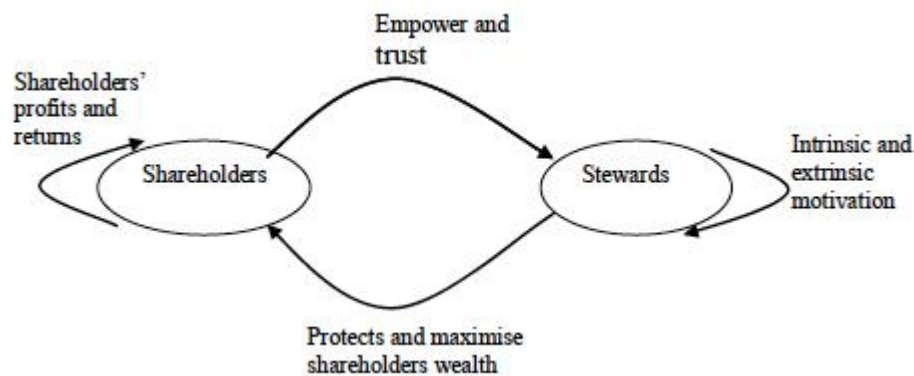 Empower and
trust
Shareholders’
profits and
returns
Shareholders
Stewards
Intrinsic and
extrinsic
motivation
Protects and maximise
shareholders wealth